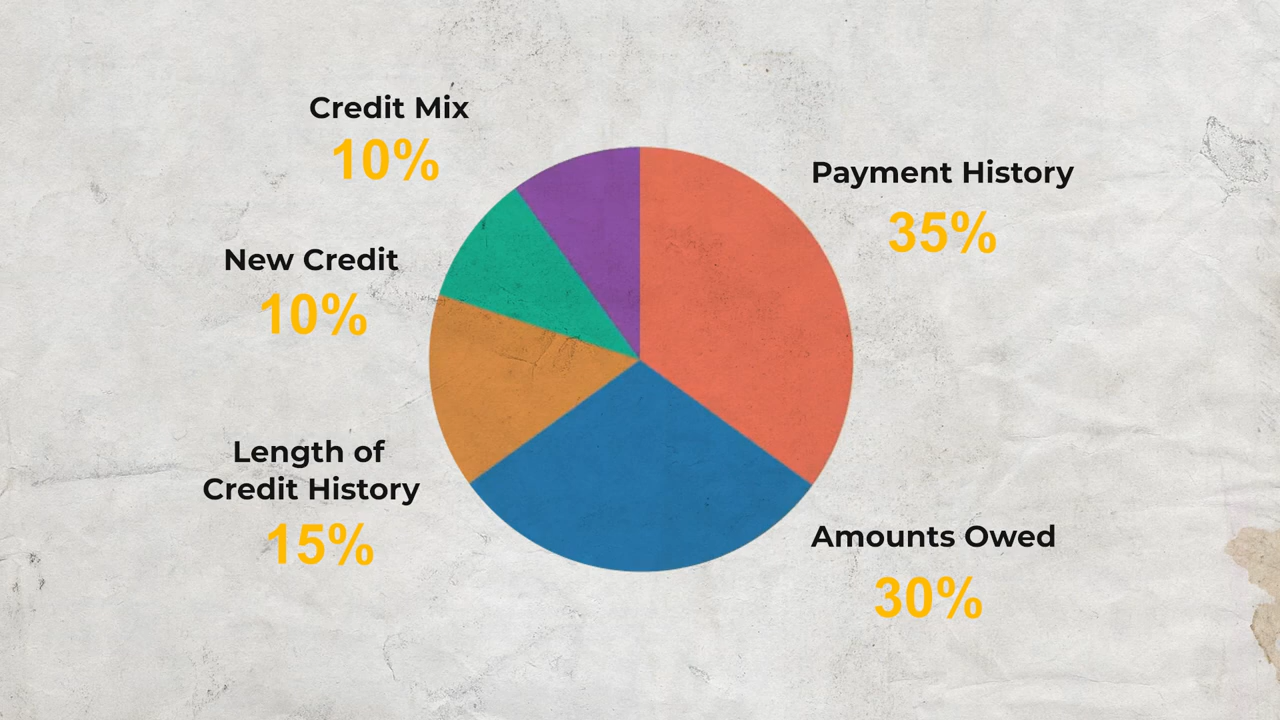 Credit Mix
10%
Payment History
35%
New Credit
10%
Length of
Credit History
15%
Amounts Owed
30%